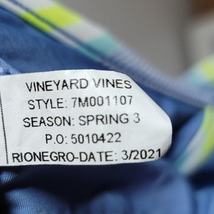 VINEYARD VINES
STYLE: 7M001107
SEASON: SPRING 3
P.O: 5010422
RIONEGRO-DATE: 3/2021